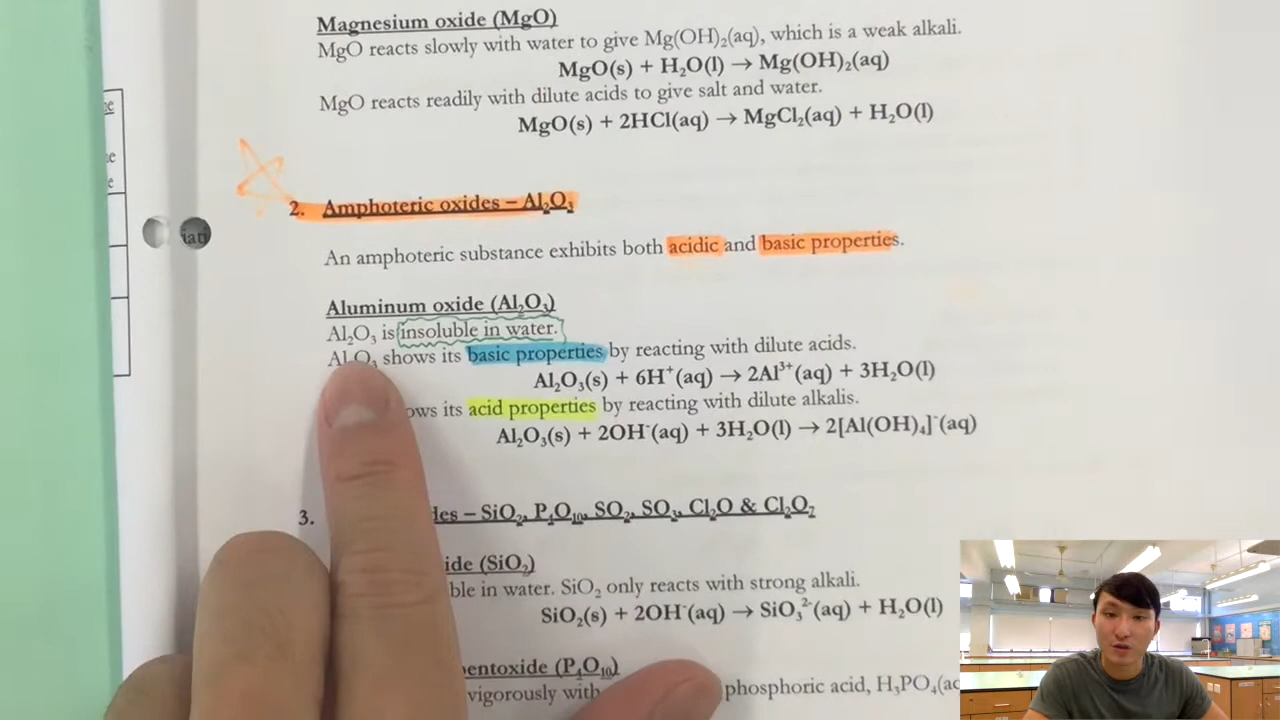 Magnesium oxide (MgO)
MgO reacts slowly with water to give Mg(OH)₂(aq), which is a weak alkali.
MgO(s) + H₂O(l) → Mg(OH)₂(aq)
MgO reacts readily with dilute acids to give salt and water.
MgO(s) + 2HCl(aq) → MgCl₂(aq) + H₂O(l)
2. Amphoteric oxides – Al₂O₃
An amphoteric substance exhibits both acidic and basic properties.
Aluminum oxide (Al₂O₃)
Al₂O₃ is insoluble in water.
Al₂O₃ shows its basic properties by reacting with dilute acids.
Al₂O₃(s) + 6H⁺(aq) → 2Al³⁺(aq) + 3H₂O(l)
ows its acid properties by reacting with dilute alkalis.
Al₂O₃(s) + 2OH⁻(aq) + 3H₂O(l) → 2[Al(OH)₄]⁻(aq)
3. des – SiO₂, P₄O₁₀, SO₂, SO₃, Cl₂O & Cl₂O₇
ide (SiO₂)
ble in water. SiO₂ only reacts with strong alkali.
SiO₂(s) + 2OH⁻(aq) → SiO₃²⁻(aq) + H₂O(l)
entoxide (P₄O₁₀)
vigorously with phosphoric acid, H₃PO₄(ac